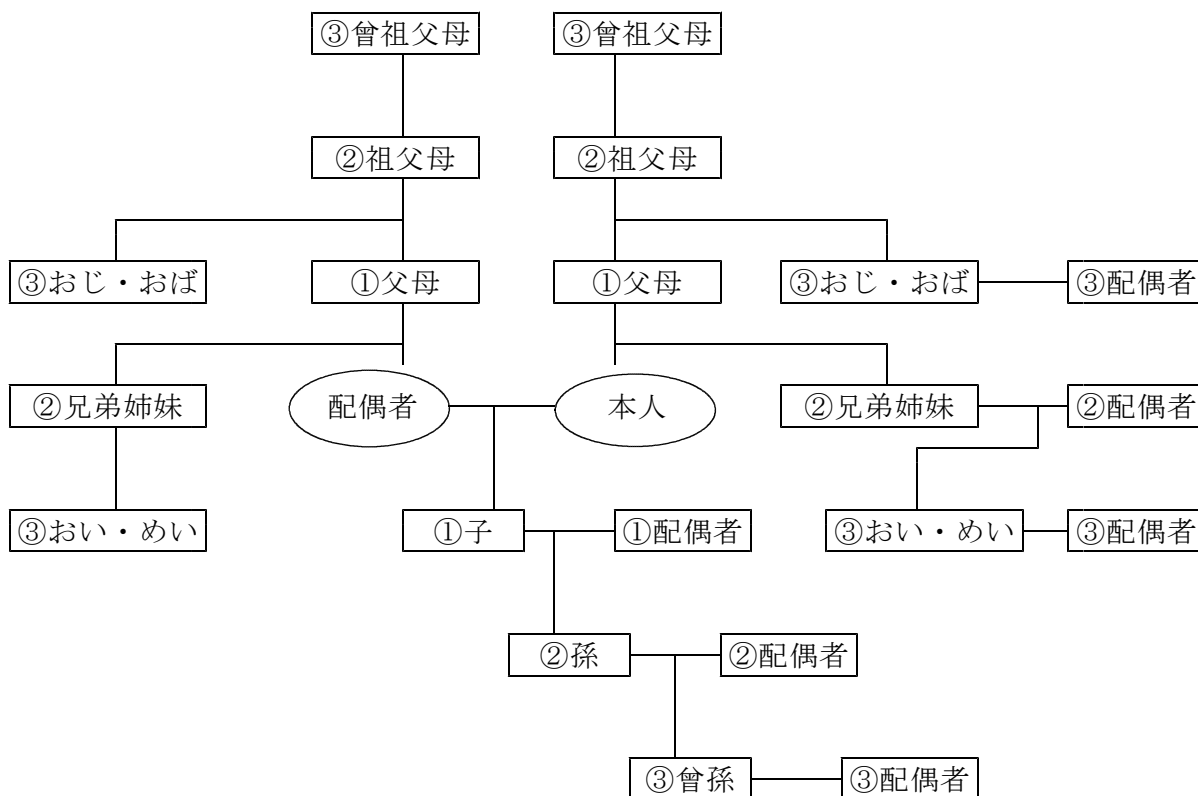 ③曾祖父母 ③曾祖父母
②祖父母 ②祖父母
③おじ・おば ①父母 ①父母 ③おじ・おば ③配偶者
②兄弟姉妹 配偶者 本人 ②兄弟姉妹 ②配偶者
③おい・めい ①子 ①配偶者 ③おい・めい ③配偶者
②孫 ②配偶者
③曾孫 ③配偶者